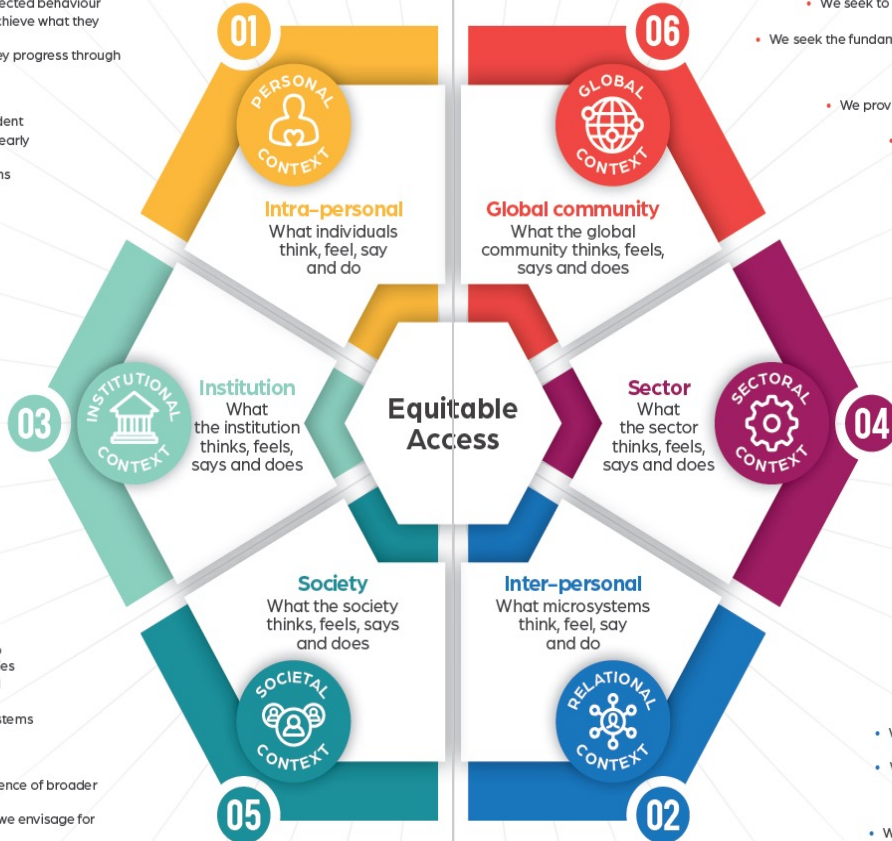 ected behaviour
chieve what they
ey progress through
dent
early
ns
01
PERSONAL
CONTEXT
Intra-personal
What individuals
think, feel, say
and do
06
GLOBAL
CONTEXT
Global community
What the global
community thinks, feels,
says and does
We seek to
We seek the fundan
We prov
03
INSTITUTIONAL
CONTEXT
Institution
What
the institution
thinks, feels,
says and does
Equitable
Access
Sector
What
the sector
thinks, feels,
says and does
SECTORAL
CONTEXT
04
Society
What the society
thinks, feels, says
and does
SOCIETAL
CONTEXT
05
Inter-personal
What microsystems
think, feel, say
and do
RELATIONAL
CONTEXT
02
es
stems
ence of broader
we envisage for